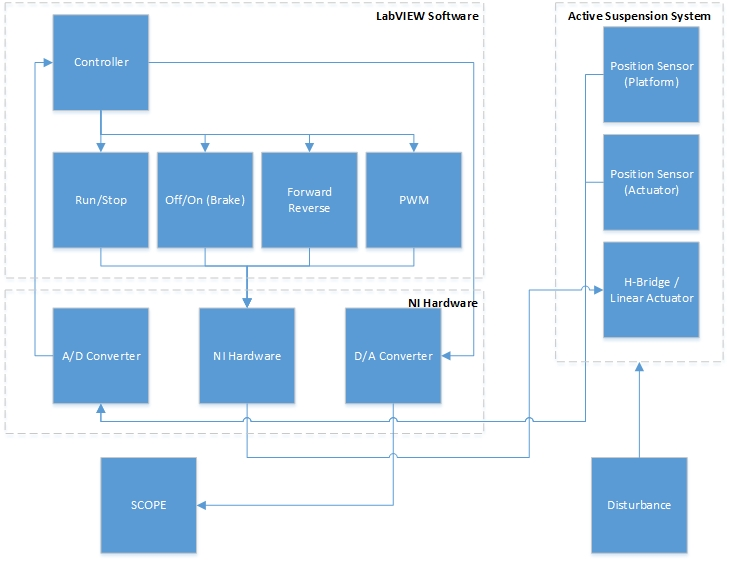 LabVIEW Software
Active Suspension System
Controller
Position Sensor
(Platform)
Run/Stop
Off/On (Brake)
Forward
Reverse
PWM
Position Sensor
(Actuator)
H-Bridge /
Linear Actuator
NI Hardware
A/D Converter
NI Hardware
D/A Converter
SCOPE
Disturbance